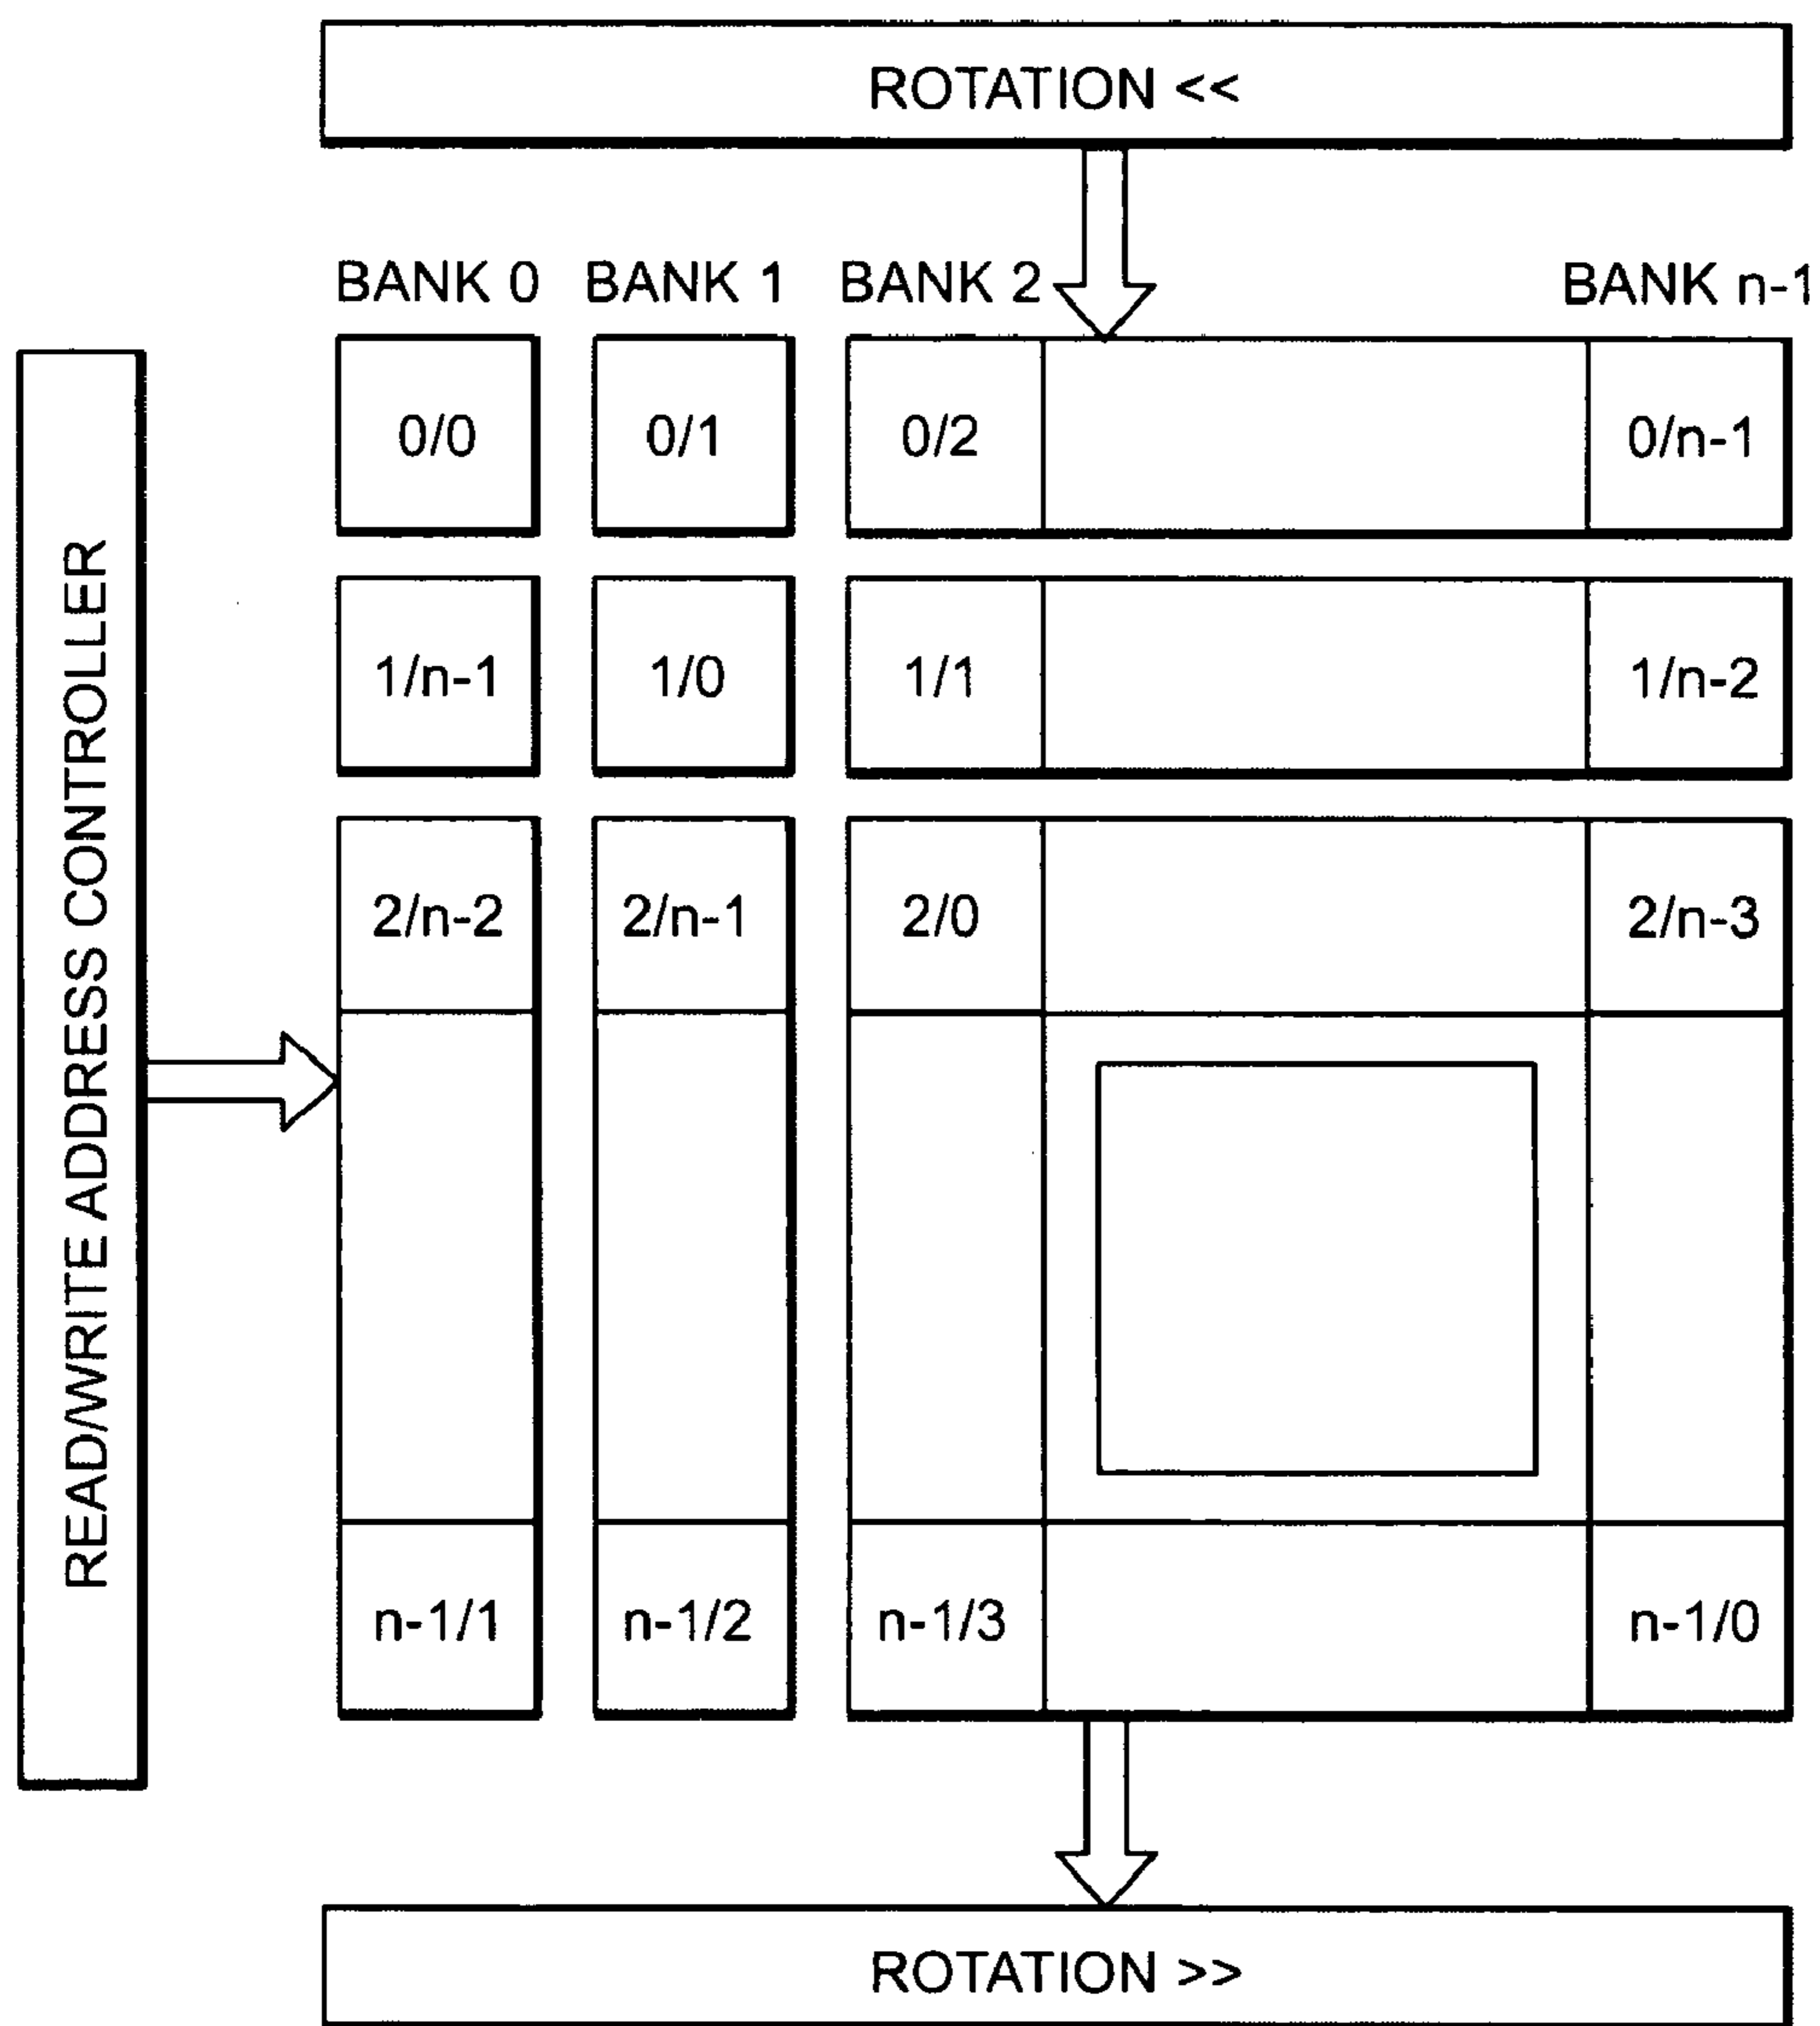 ROTATION <<
BANK 0 BANK 1 BANK 2 BANK n-1
0/0 0/1 0/2 0/n-1
1/n-1 1/0 1/1 1/n-2
READ/WRITE ADDRESS CONTROLLER
2/n-2 2/n-1 2/0 2/n-3
n-1/1 n-1/2 n-1/3 n-1/0
ROTATION >>